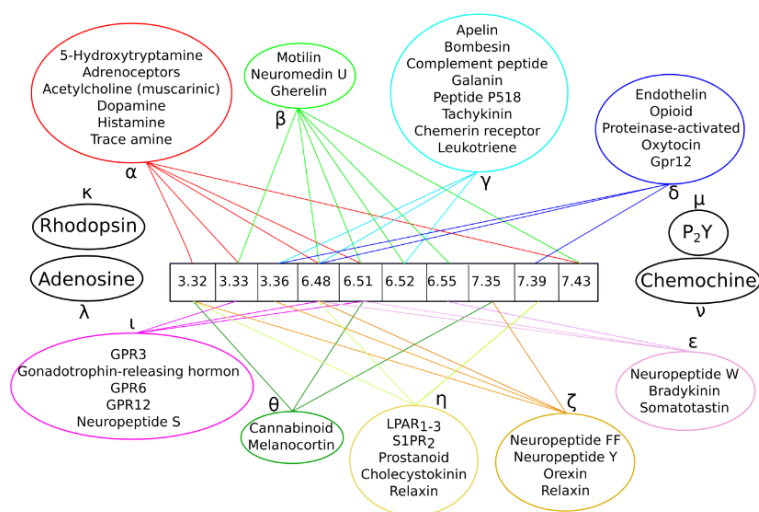 5-Hydroxytryptamine
Adrenoceptors
Acetylcholine (muscarinic)
Dopamine
Histamine
Trace amine
α
Motilin
Neuromedin U
Gherelin
β
Apelin
Bombesin
Complement peptide
Galanin
Peptide P518
Tachykinin
Chemerin receptor
Leukotriene
γ
Endothelin
Opioid
Proteinase-activated
Oxytocin
Gpr12
δ
κ
Rhodopsin
μ
P₂Y
Adenosine
λ
3.32 3.33 3.36 6.48 6.51 6.52 6.55 7.35 7.39 7.43
Chemochine
ν
ι
GPR3
Gonadotrophin-releasing hormon
GPR6
GPR12
Neuropeptide S
θ
Cannabinoid
Melanocortin
η
LPAR₁₋₃
S1PR₂
Prostanoid
Cholecystokinin
Relaxin
ζ
Neuropeptide FF
Neuropeptide Y
Orexin
Relaxin
ε
Neuropeptide W
Bradykinin
Somatotastin